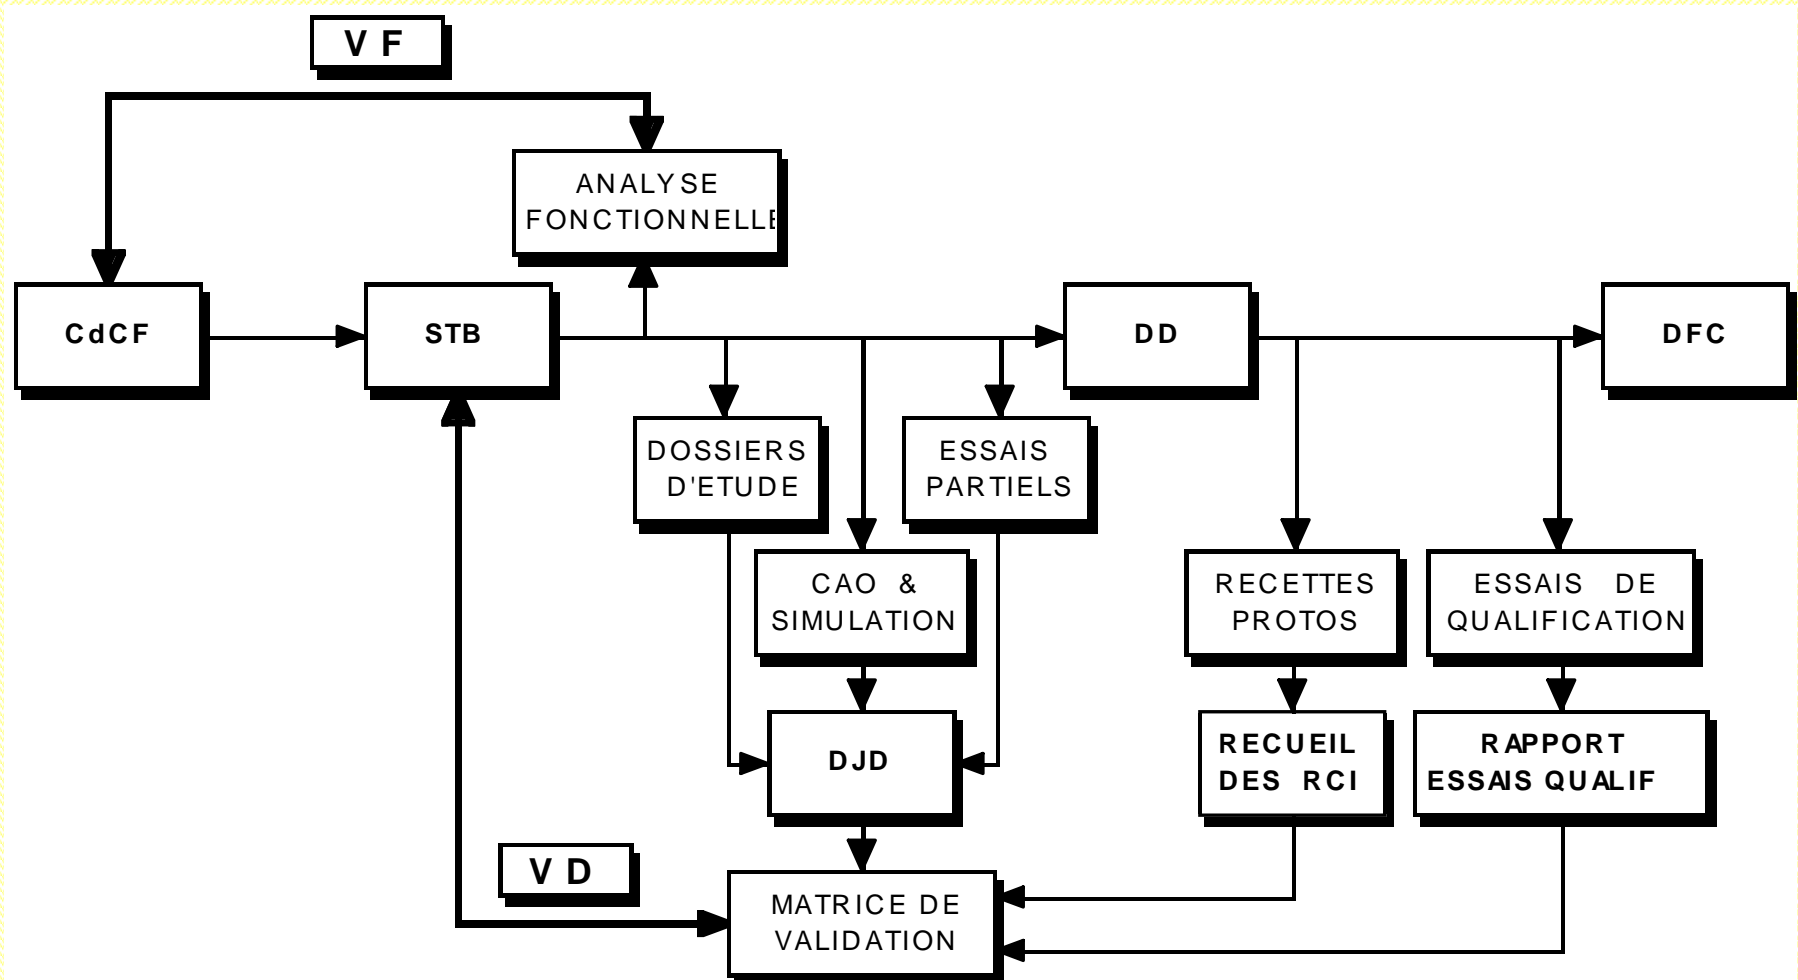 V F
ANALYSE
FONCTIONNELLE
CdCF
STB
DD
DFC
DOSSIERS
D'ETUDE
ESSAIS
PARTIELS
CAO &
SIMULATION
RECETTES
PROTOS
ESSAIS DE
QUALIFICATION
DJD
RECUEIL
DES RCI
RAPPORT
ESSAIS QUALIF
V D
MATRICE DE
VALIDATION